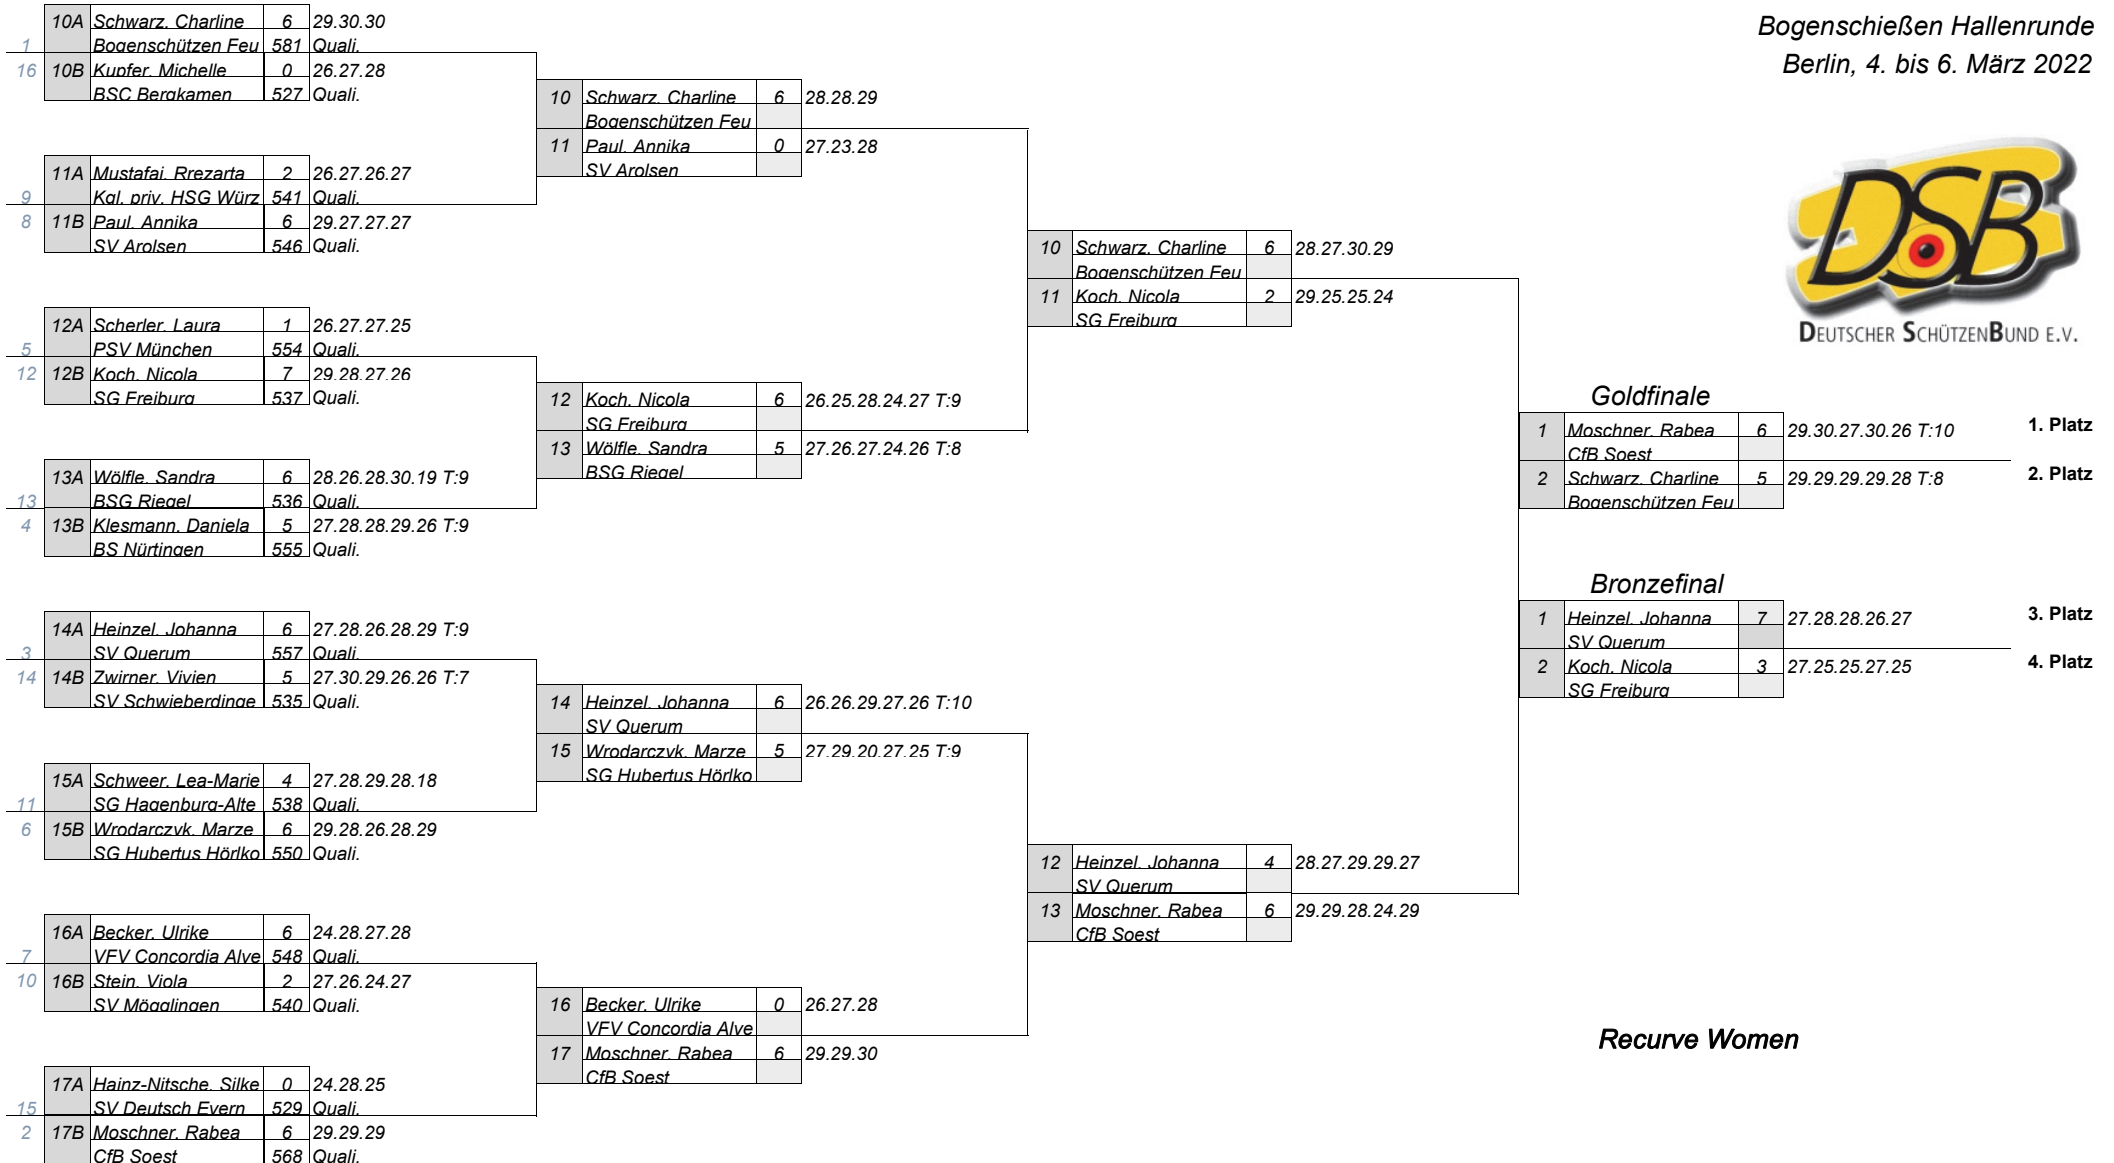 Bogenschießen Hallenrunde
Berlin, 4. bis 6. März 2022
DSB
DEUTSCHER SCHÜTZENBUND E.V.
10A Schwarz, Charline 6 29.30.30
1 Bogenschützen Feu 581 Quali.
16 10B Kupfer, Michelle 0 26.27.28
BSC Bergkamen 527 Quali.
11A Mustafaj, Rrezarta 2 26.27.26.27
9 Kgl. priv. HSG Würz 541 Quali.
8 11B Paul, Annika 6 29.27.27.27
SV Arolsen 546 Quali.
12A Scherler, Laura 1 26.27.27.25
5 PSV München 554 Quali.
12 12B Koch, Nicola 7 29.28.27.26
SG Freiburg 537 Quali.
13A Wölfle, Sandra 6 28.26.28.30.19 T:9
13 BSG Riegel 536 Quali.
4 13B Klesmann, Daniela 5 27.28.28.29.26 T:9
BS Nürtingen 555 Quali.
14A Heinzel, Johanna 6 27.28.26.28.29 T:9
3 SV Querum 557 Quali.
14 14B Zwirner, Vivien 5 27.30.29.26.26 T:7
SV Schwieberdinge 535 Quali.
15A Schweer, Lea-Marie 4 27.28.29.28.18
11 SG Hagenburg-Alte 538 Quali.
6 15B Wrodarczyk, Marze 6 29.28.26.28.29
SG Hubertus Hörlko 550 Quali.
16A Becker, Ulrike 6 24.28.27.28
7 VFV Concordia Alve 548 Quali.
10 16B Stein, Viola 2 27.26.24.27
SV Mögglingen 540 Quali.
17A Hainz-Nitsche, Silke 0 24.28.25
15 SV Deutsch Evern 529 Quali.
2 17B Moschner, Rabea 6 29.29.29
CfB Soest 568 Quali.
10 Schwarz, Charline 6 28.28.29
Bogenschützen Feu
11 Paul, Annika 0 27.23.28
SV Arolsen
12 Koch, Nicola 6 26.25.28.24.27 T:9
SG Freiburg
13 Wölfle, Sandra 5 27.26.27.24.26 T:8
BSG Riegel
14 Heinzel, Johanna 6 26.26.29.27.26 T:10
SV Querum
15 Wrodarczyk, Marze 5 27.29.20.27.25 T:9
SG Hubertus Hörlko
16 Becker, Ulrike 0 26.27.28
VFV Concordia Alve
17 Moschner, Rabea 6 29.29.30
CfB Soest
10 Schwarz, Charline 6 28.27.30.29
Bogenschützen Feu
11 Koch, Nicola 2 29.25.25.24
SG Freiburg
12 Heinzel, Johanna 4 28.27.29.29.27
SV Querum
13 Moschner, Rabea 6 29.29.28.24.29
CfB Soest
Goldfinale
1 Moschner, Rabea 6 29.30.27.30.26 T:10 1. Platz
CfB Soest
2 Schwarz, Charline 5 29.29.29.29.28 T:8 2. Platz
Bogenschützen Feu
Bronzefinal
1 Heinzel, Johanna 7 27.28.28.26.27 3. Platz
SV Querum
2 Koch, Nicola 3 27.25.25.27.25 4. Platz
SG Freiburg
Recurve Women